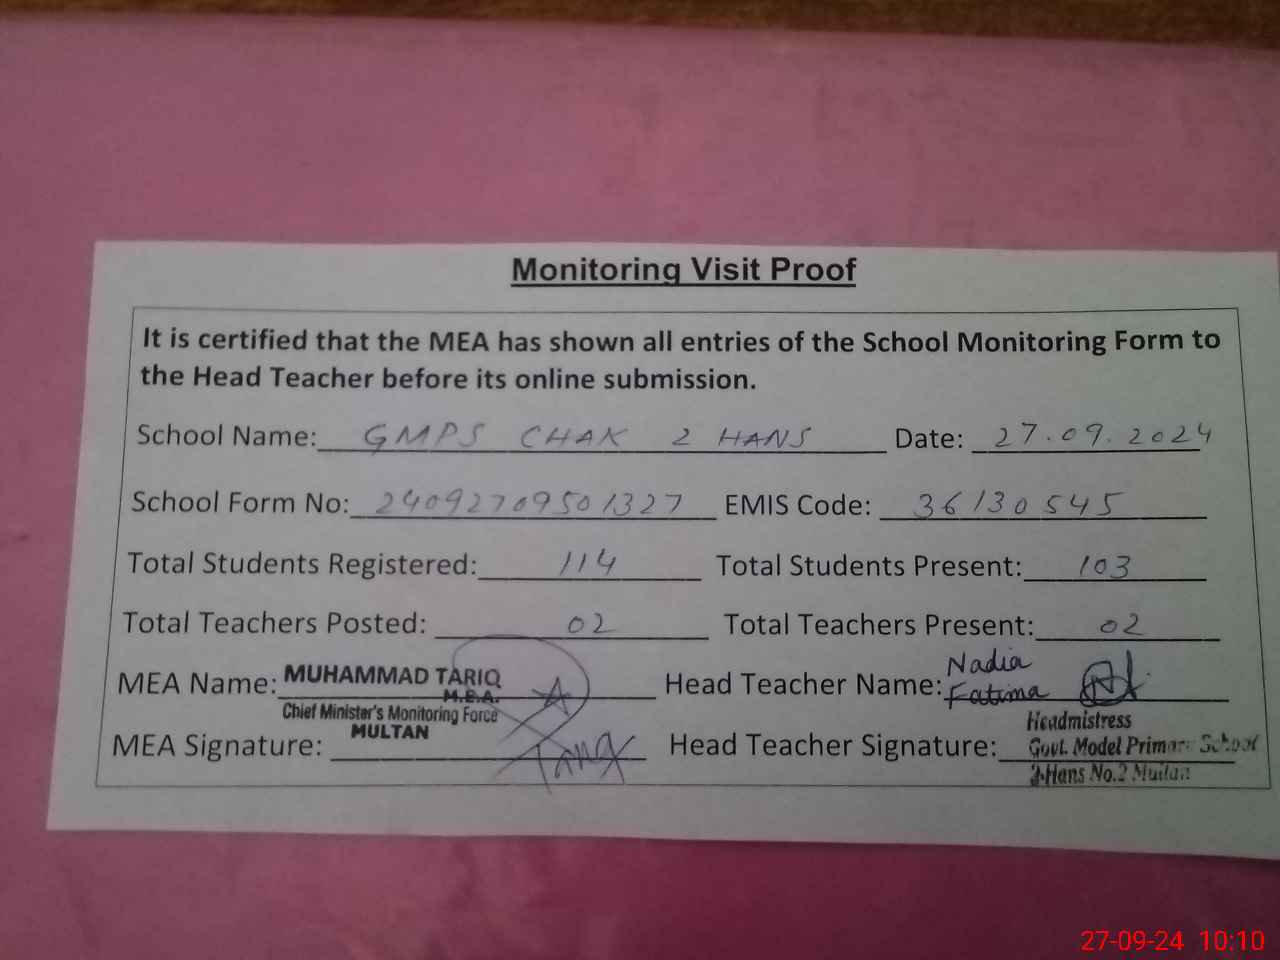 Monitoring Visit Proof
It is certified that the MEA has shown all entries of the School Monitoring Form to
the Head Teacher before its online submission.
School Name: GMPS CHAK 2 HANS Date: 27.09.2024
School Form No: 24092709501327 EMIS Code: 36130545
Total Students Registered: 114 Total Students Present: 103
Total Teachers Posted: 02 Total Teachers Present: 02
MEA Name: MUHAMMAD TARIQ Head Teacher Name: Nadia Fatima
M.E.A.
Chief Minister's Monitoring Force
MULTAN
MEA Signature: Tariq Head Teacher Signature:
Headmistress
Govt. Model Primary School
2-Hans No.2 Multan
27-09-24 10:10